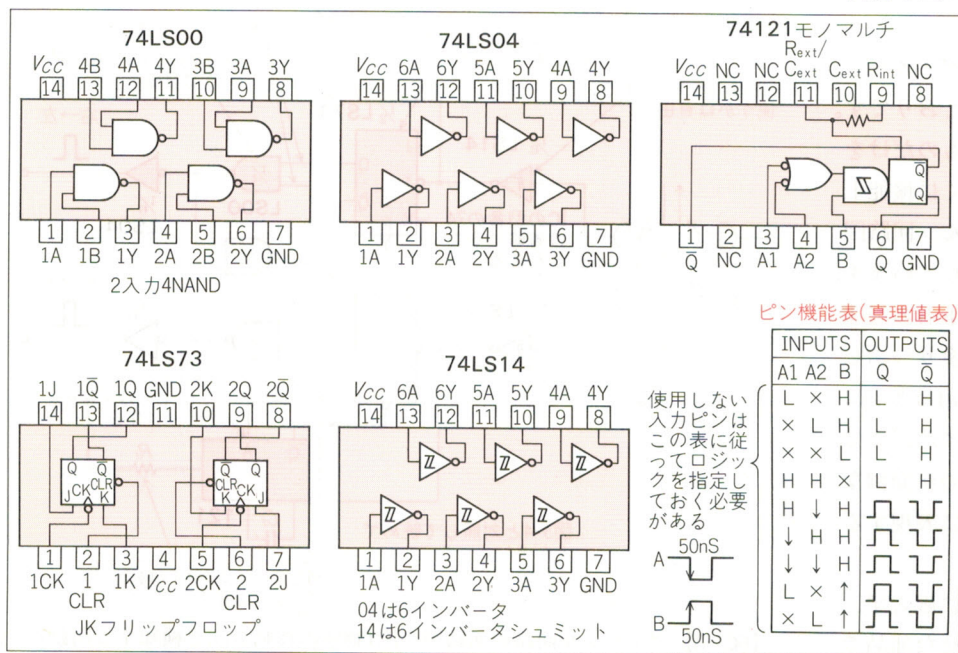 74LS00
Vcc 4B 4A 4Y 3B 3A 3Y
14 13 12 11 10 9 8
1 2 3 4 5 6 7
1A 1B 1Y 2A 2B 2Y GND
2入力4NAND
74LS04
Vcc 6A 6Y 5A 5Y 4A 4Y
14 13 12 11 10 9 8
1 2 3 4 5 6 7
1A 1Y 2A 2Y 3A 3Y GND
74121モノマルチ
Rext/
Vcc NC NC Cext Cext Rint NC
14 13 12 11 10 9 8
Q̅
Q
1 2 3 4 5 6 7
Q̅ NC A1 A2 B Q GND
74LS73
1J 1Q̅ 1Q GND 2K 2Q 2Q̅
14 13 12 11 10 9 8
Q Q̅ Q̅ Q
CLR CLR
J CK K K CK J
1 2 3 4 5 6 7
1CK 1 1K Vcc 2CK 2 2J
CLR CLR
JKフリップフロップ
74LS14
Vcc 6A 6Y 5A 5Y 4A 4Y
14 13 12 11 10 9 8
1 2 3 4 5 6 7
1A 1Y 2A 2Y 3A 3Y GND
04は6インバータ
14は6インバータシュミット
使用しない
入力ピンは
この表に従
ってロジッ
クを指定し
ておく必要
がある
50nS
A
B
50nS
ピン機能表(真理値表)
INPUTS OUTPUTS
A1 A2 B Q Q̅
L × H L H
× L H L H
× × L L H
H H × L H
H ↓ H
↓ H H
↓ ↓ H
L × ↑
× L ↑